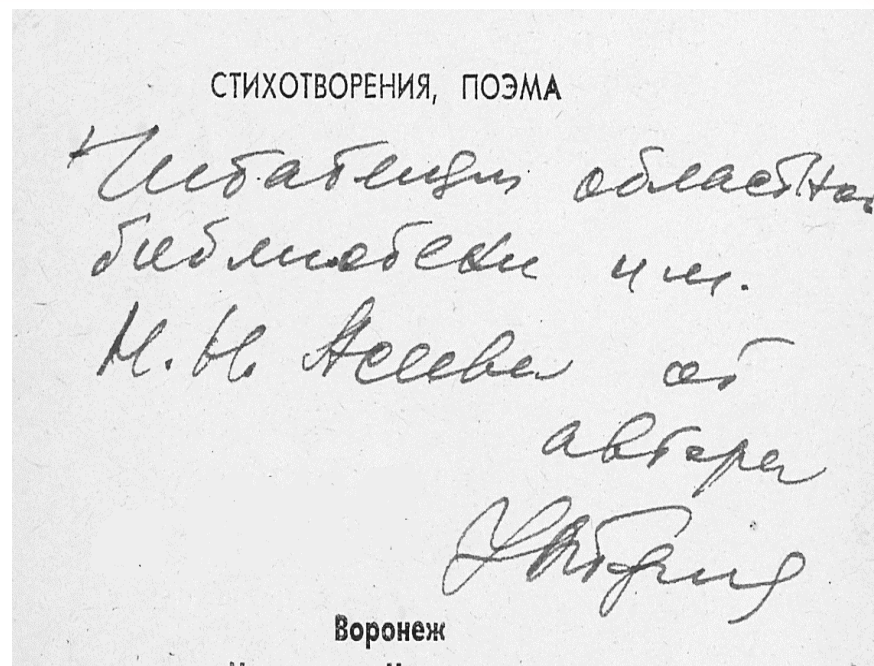 СТИХОТВОРЕНИЯ, ПОЭМА
Читателям областной
библиотеки им.
Н. Н. Асеева от
автора
Воронеж